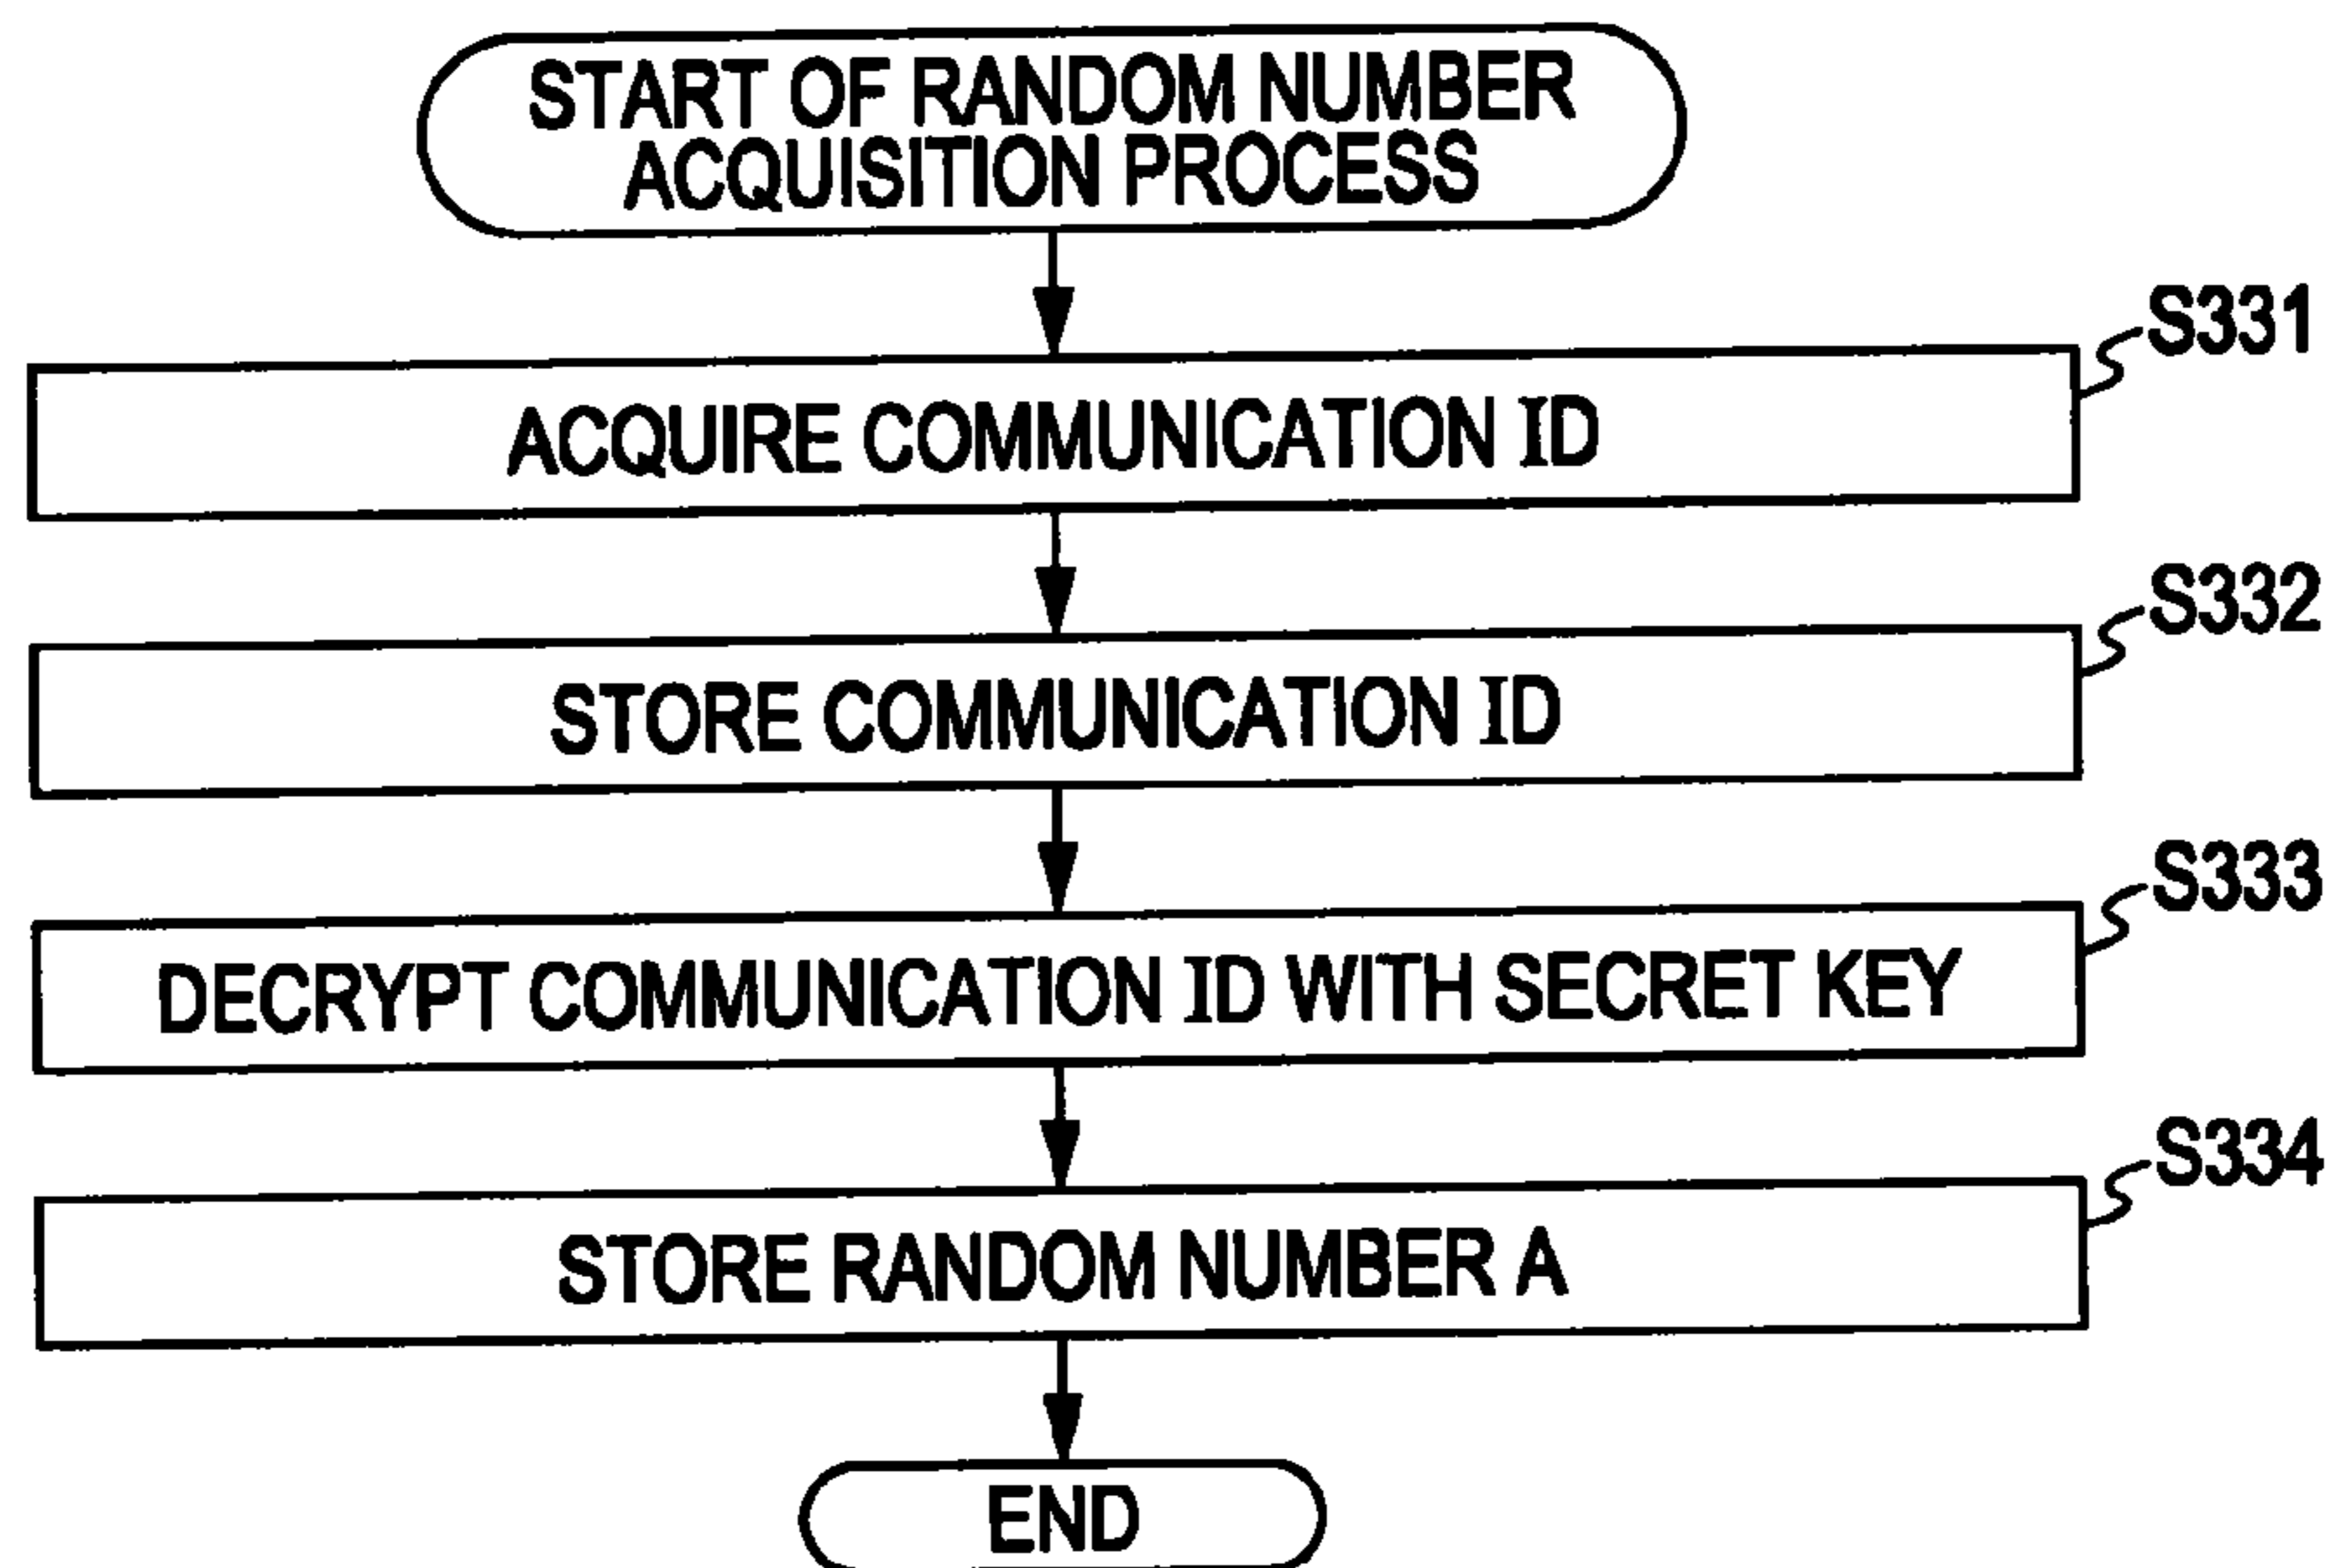 START OF RANDOM NUMBER
ACQUISITION PROCESS
S331
ACQUIRE COMMUNICATION ID
S332
STORE COMMUNICATION ID
S333
DECRYPT COMMUNICATION ID WITH SECRET KEY
S334
STORE RANDOM NUMBER A
END